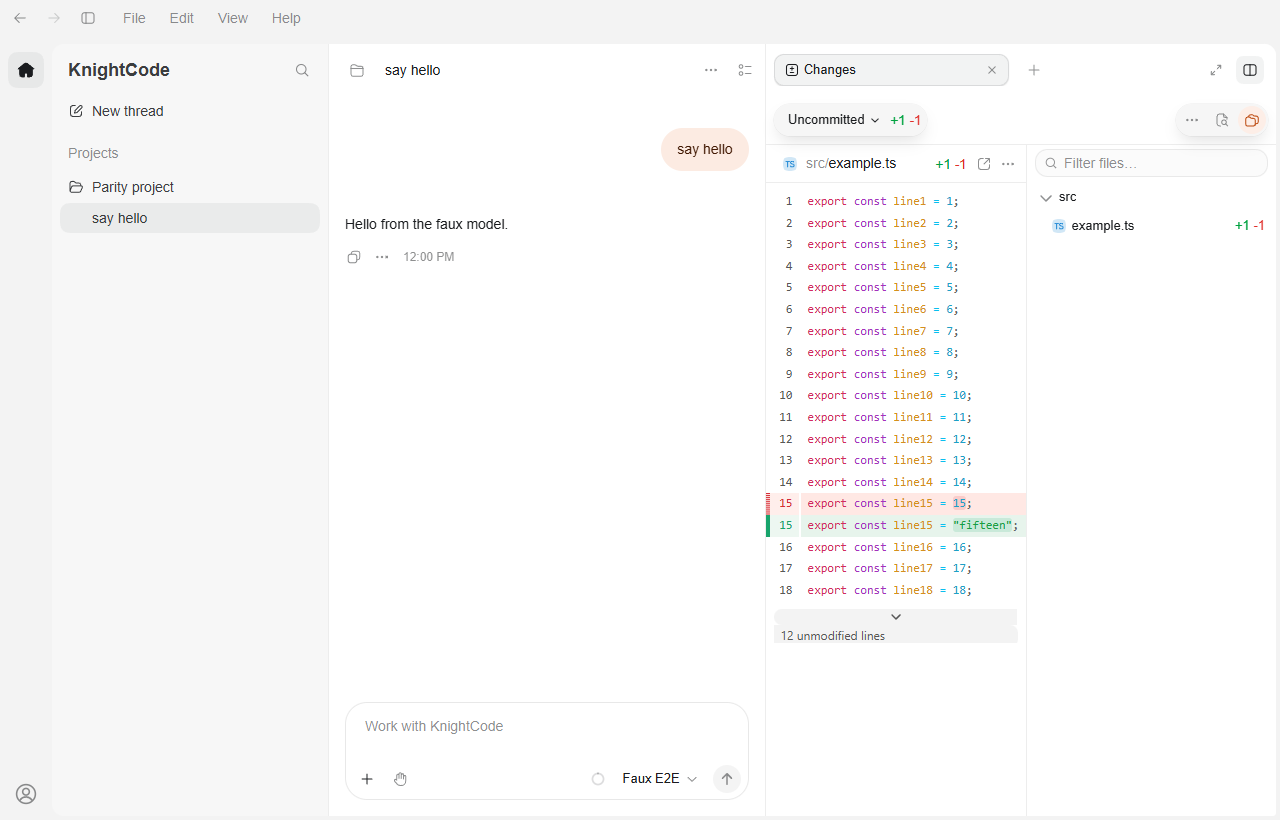 File Edit View Help
KnightCode
New thread
Projects
Parity project
say hello
say hello
say hello
Hello from the faux model.
12:00 PM
Work with KnightCode
Faux E2E
Changes
Uncommitted +1 -1
TS src/example.ts +1 -1
1 export const line1 = 1;
2 export const line2 = 2;
3 export const line3 = 3;
4 export const line4 = 4;
5 export const line5 = 5;
6 export const line6 = 6;
7 export const line7 = 7;
8 export const line8 = 8;
9 export const line9 = 9;
10 export const line10 = 10;
11 export const line11 = 11;
12 export const line12 = 12;
13 export const line13 = 13;
14 export const line14 = 14;
15 export const line15 = 15;
15 export const line15 = "fifteen";
16 export const line16 = 16;
17 export const line17 = 17;
18 export const line18 = 18;
12 unmodified lines
Filter files...
src
TS example.ts +1 -1